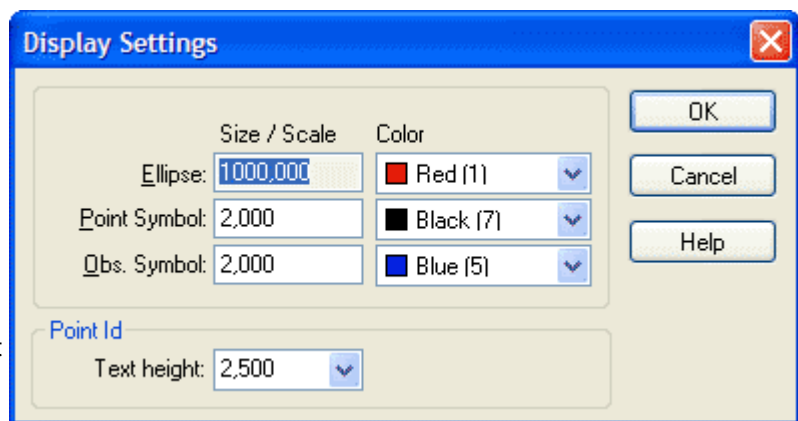 Display Settings
Size / Scale Color
Ellipse: 1000,000 Red (1)
Point Symbol: 2,000 Black (7)
Obs. Symbol: 2,000 Blue (5)
Point Id
Text height: 2,500
OK
Cancel
Help